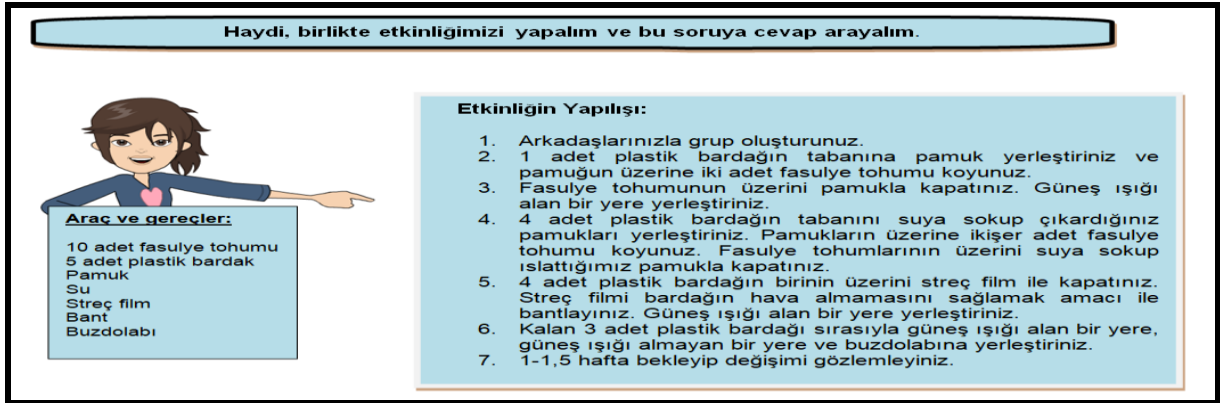 Haydi, birlikte etkinliğimizi yapalım ve bu soruya cevap arayalım.
Araç ve gereçler:
10 adet fasulye tohumu
5 adet plastik bardak
Pamuk
Su
Streç film
Bant
Buzdolabı
Etkinliğin Yapılışı:
1. Arkadaşlarınızla grup oluşturunuz.
2. 1 adet plastik bardağın tabanına pamuk yerleştiriniz ve
pamuğun üzerine iki adet fasulye tohumu koyunuz.
3. Fasulye tohumunun üzerini pamukla kapatınız. Güneş ışığı
alan bir yere yerleştiriniz.
4. 4 adet plastik bardağın tabanını suya sokup çıkardığınız
pamukları yerleştiriniz. Pamukların üzerine ikişer adet fasulye
tohumu koyunuz. Fasulye tohumlarının üzerini suya sokup
ıslattığımız pamukla kapatınız.
5. 4 adet plastik bardağın birinin üzerini streç film ile kapatınız.
Streç filmi bardağın hava almamasını sağlamak amacı ile
bantlayınız. Güneş ışığı alan bir yere yerleştiriniz.
6. Kalan 3 adet plastik bardağı sırasıyla güneş ışığı alan bir yere,
güneş ışığı almayan bir yere ve buzdolabına yerleştiriniz.
7. 1-1,5 hafta bekleyip değişimi gözlemleyiniz.